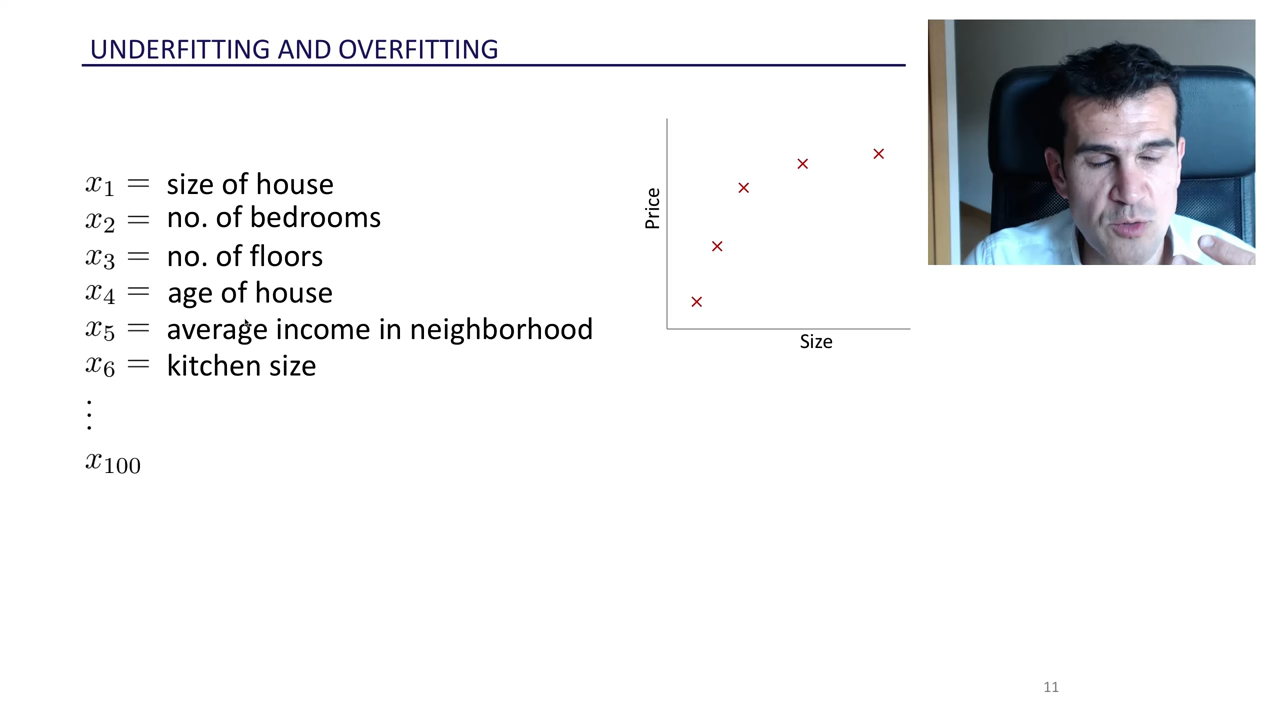 UNDERFITTING AND OVERFITTING
x₁ = size of house
x₂ = no. of bedrooms
x₃ = no. of floors
x₄ = age of house
x₅ = average income in neighborhood
x₆ = kitchen size
⋮
x₁₀₀
Price
Size
11